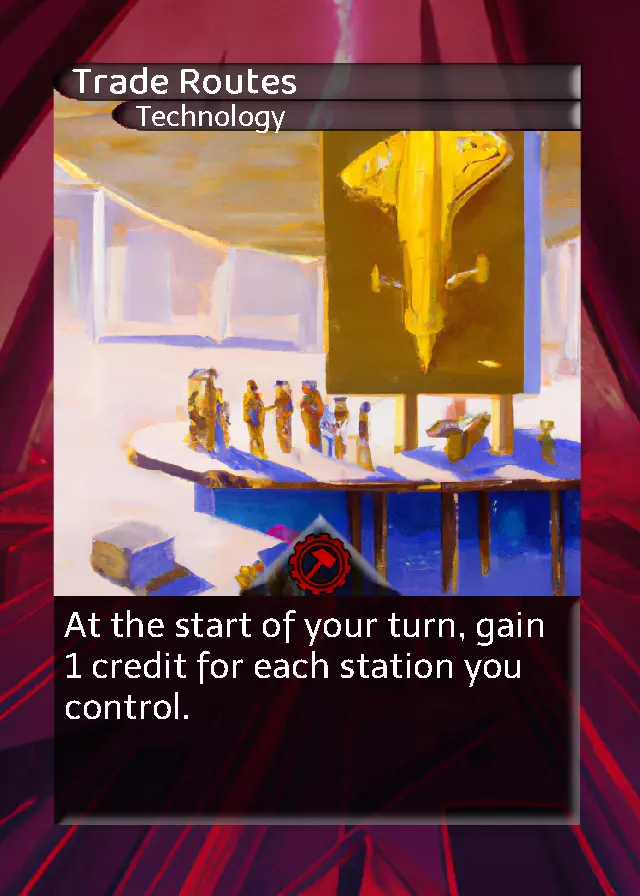 Trade Routes
Technology
At the start of your turn, gain
1 credit for each station you
control.